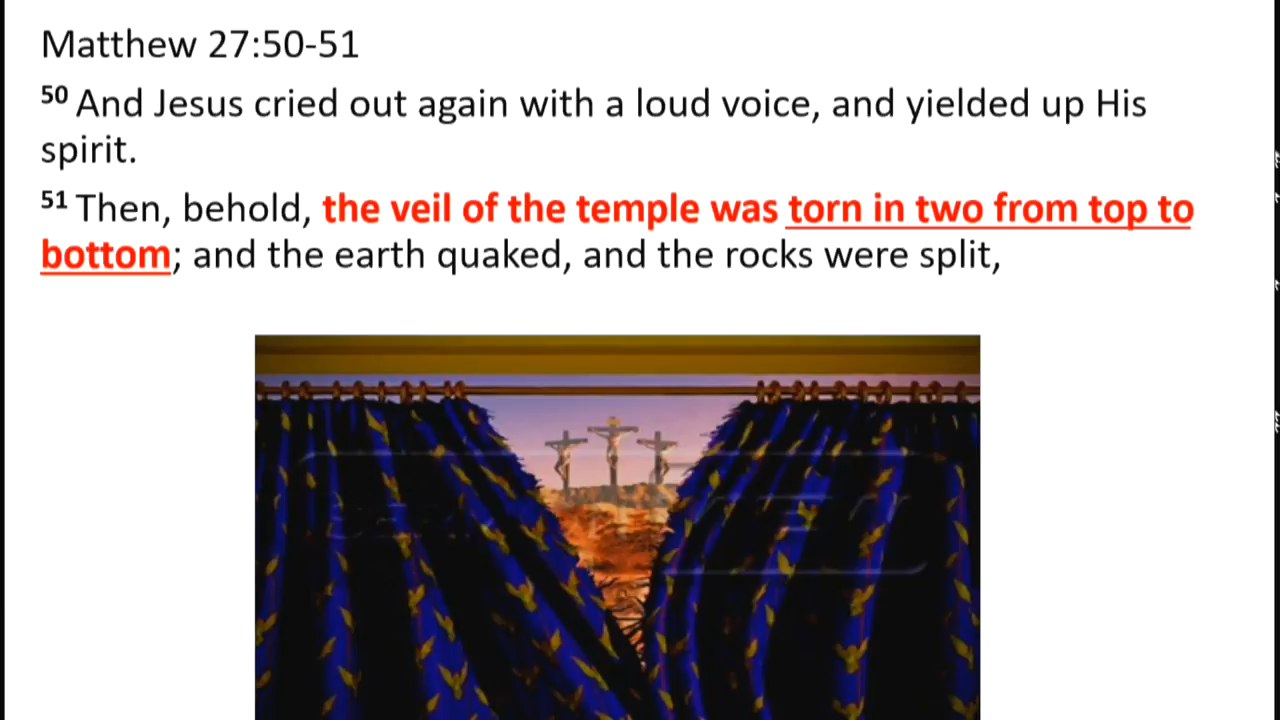 Matthew 27:50-51
50 And Jesus cried out again with a loud voice, and yielded up His
spirit.
51 Then, behold, the veil of the temple was torn in two from top to
bottom; and the earth quaked, and the rocks were split,